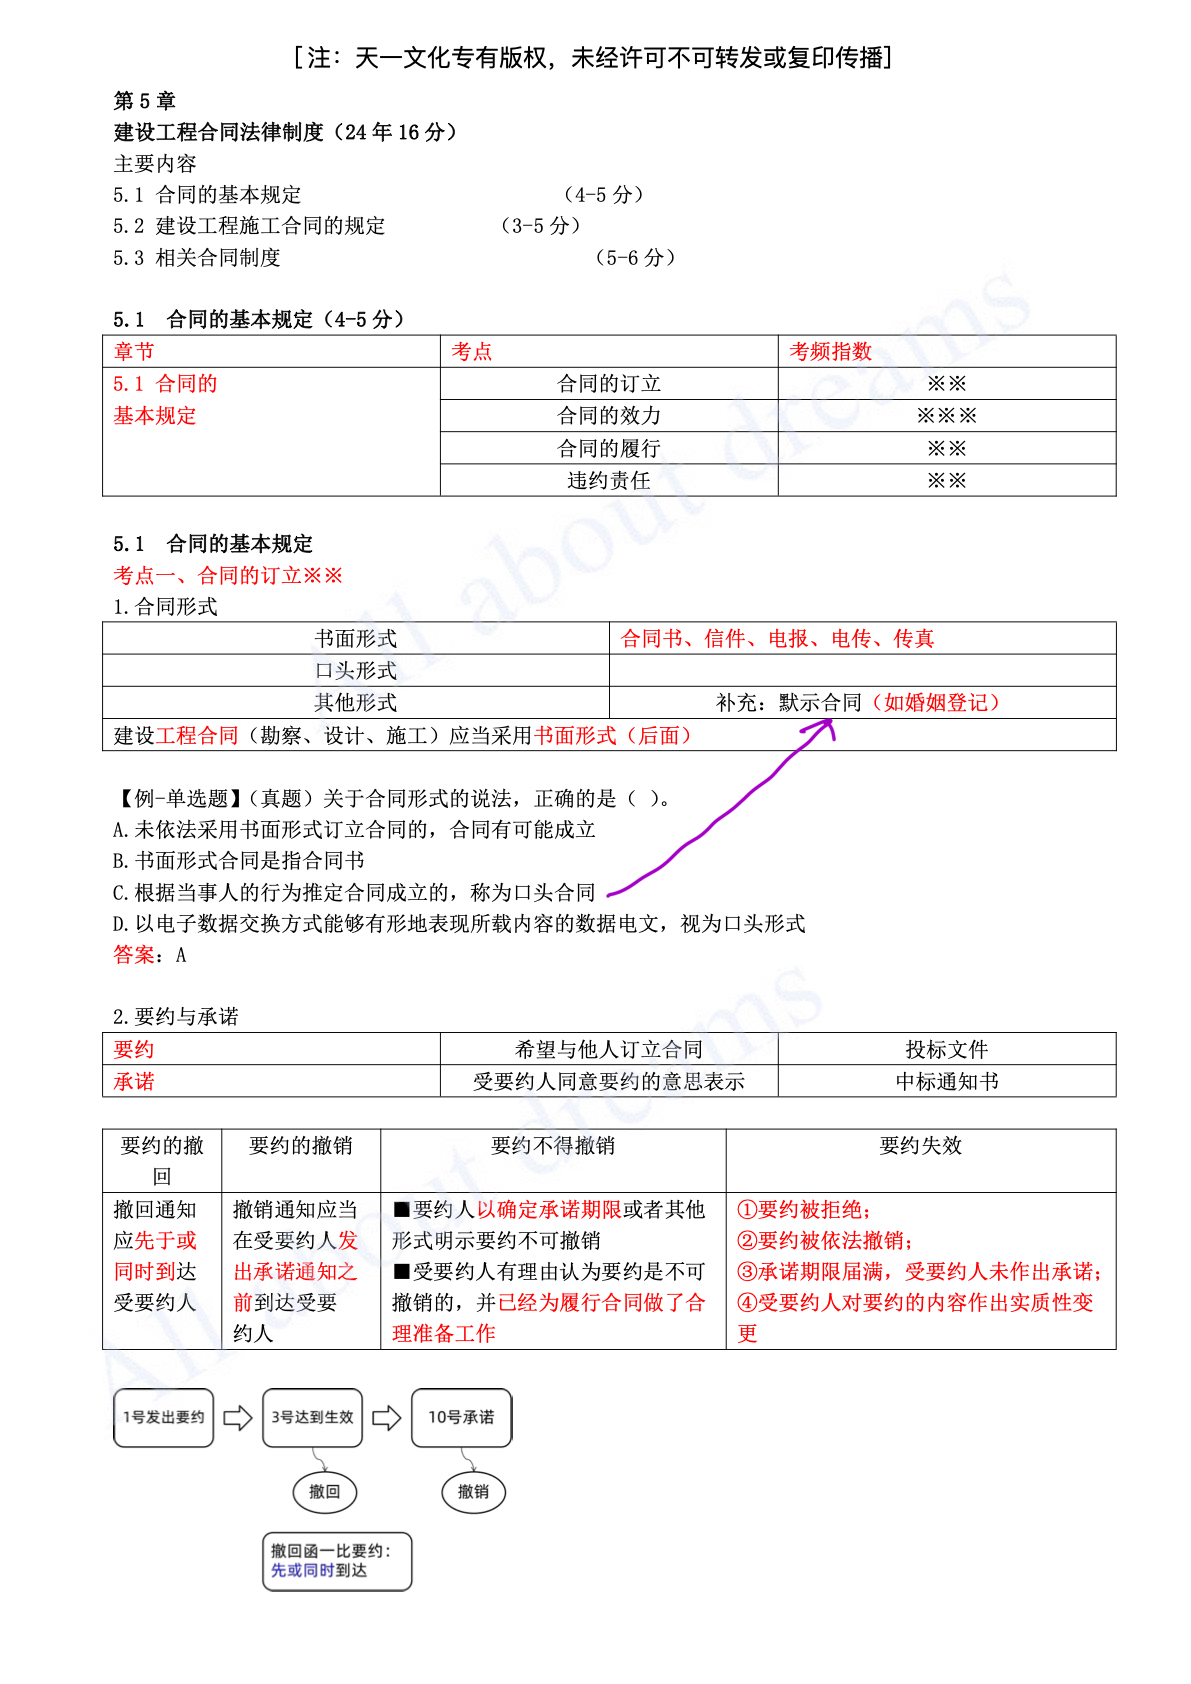 [注：天一文化专有版权，未经许可不可转发或复印传播]
第 5 章
建设工程合同法律制度（24 年 16 分）
主要内容
5.1 合同的基本规定 （4-5 分）
5.2 建设工程施工合同的规定 （3-5 分）
5.3 相关合同制度 （5-6 分）
5.1 合同的基本规定（4-5 分）
章节 考点 考频指数
5.1 合同的
基本规定
合同的订立 ※※
合同的效力 ※※※
合同的履行 ※※
违约责任 ※※
5.1 合同的基本规定
考点一、合同的订立※※
1.合同形式
书面形式 合同书、信件、电报、电传、传真
口头形式
其他形式 补充：默示合同（如婚姻登记）
建设工程合同（勘察、设计、施工）应当采用书面形式（后面）
【例-单选题】（真题）关于合同形式的说法，正确的是（ ）。
A.未依法采用书面形式订立合同的，合同有可能成立
B.书面形式合同是指合同书
C.根据当事人的行为推定合同成立的，称为口头合同
D.以电子数据交换方式能够有形地表现所载内容的数据电文，视为口头形式
答案：A
2.要约与承诺
要约 希望与他人订立合同 投标文件
承诺 受要约人同意要约的意思表示 中标通知书
要约的撤
回
要约的撤销
要约不得撤销
要约失效
撤回通知
应先于或
同时到达
受要约人
撤销通知应当
在受要约人发
出承诺通知之
前到达受要
约人
■要约人以确定承诺期限或者其他
形式明示要约不可撤销
■受要约人有理由认为要约是不可
撤销的，并已经为履行合同做了合
理准备工作
①要约被拒绝；
②要约被依法撤销；
③承诺期限届满，受要约人未作出承诺；
④受要约人对要约的内容作出实质性变
更
1号发出要约 3号达到生效 10号承诺
撤回 撤销
撤回函一比要约：
先或同时到达
All about dreams
All about dreams